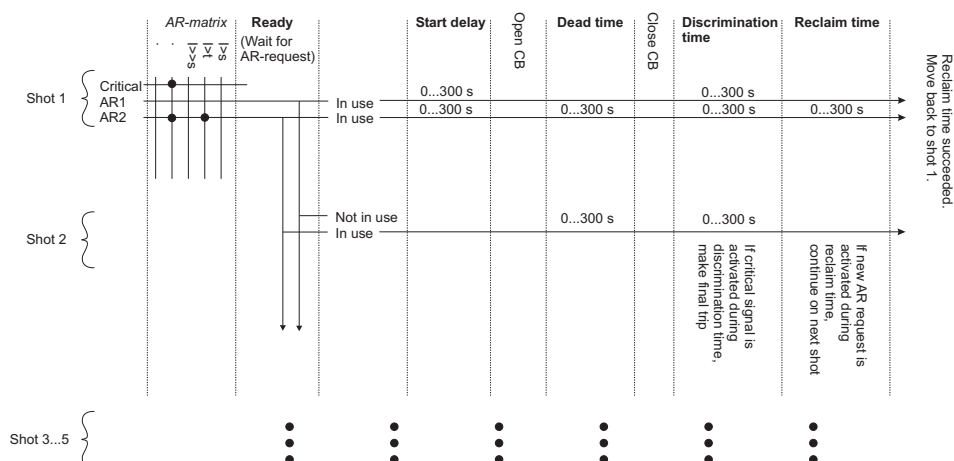 AR-matrix
Ready
(Wait for
AR-request)
Start delay
Open CB
Dead time
Close CB
Discrimination
time
Reclaim time
. . I>>s I>t I>s
Shot 1
Critical
AR1
AR2
In use
0...300 s
0...300 s
In use
0...300 s
0...300 s
0...300 s
0...300 s
Reclaim time succeeded.
Move back to shot 1.
Shot 2
Not in use
In use
0...300 s
0...300 s
If critical signal is
activated during
discrimination time,
make final trip
If new AR request is
activated during
reclaim time,
continue on next shot
Shot 3...5